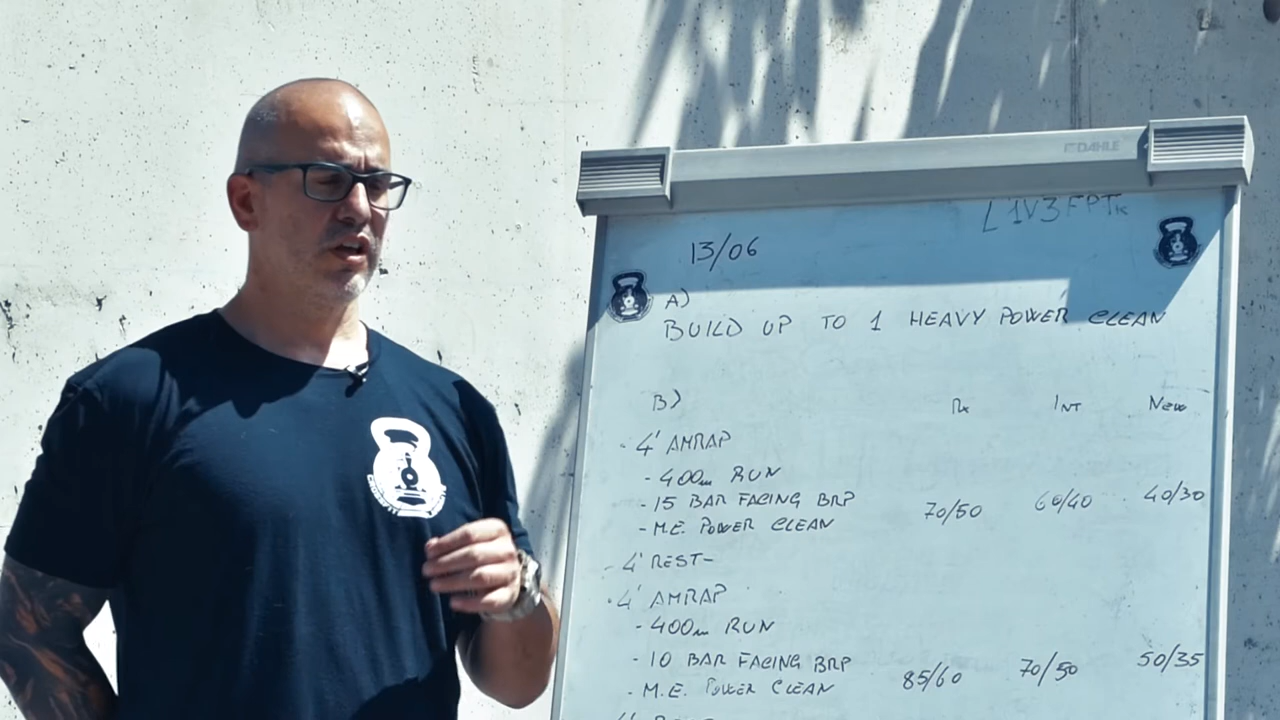 DAHLE
L1V3FPTK
13/06
A)
BUILD UP TO 1 HEAVY POWER CLEAN
B) Rx INT New
- 4' AMRAP
- 400m RUN
- 15 BAR FACING BRP
- M.E. POWER CLEAN 70/50 60/40 40/30
- 4' REST-
- 4' AMRAP
- 400m RUN
- 10 BAR FACING BRP
- M.E. POWER CLEAN 85/60 70/50 50/35